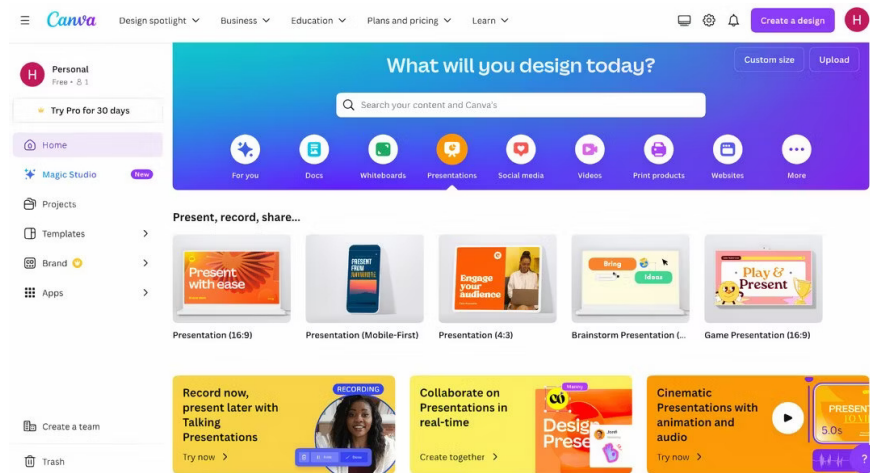 Canva
Design spotlight
Business
Education
Plans and pricing
Learn
Create a design
H
H
Personal
Free • 1
Try Pro for 30 days
Home
Magic Studio
New
Projects
Templates
Brand
Apps
Create a team
Trash
What will you design today?
Custom size
Upload
Search your content and Canva's
For you
Docs
Whiteboards
Presentations
Social media
Videos
Print products
Websites
More
Present, record, share...
Present
with ease
PRESENT
FROM
ANYWHERE
Engage
your
audience
Bring
Ideas
Play &
Present
Presentation (16:9)
Presentation (Mobile-First)
Presentation (4:3)
Brainstorm Presentation (...
Game Presentation (16:9)
Record now,
present later with
Talking
Presentations
Try now
RECORDING
Collaborate on
Presentations in
real-time
Create together
Design
Prese
Cinematic
Presentations with
animation and
audio
Try now
PRESEN
5.0s
?